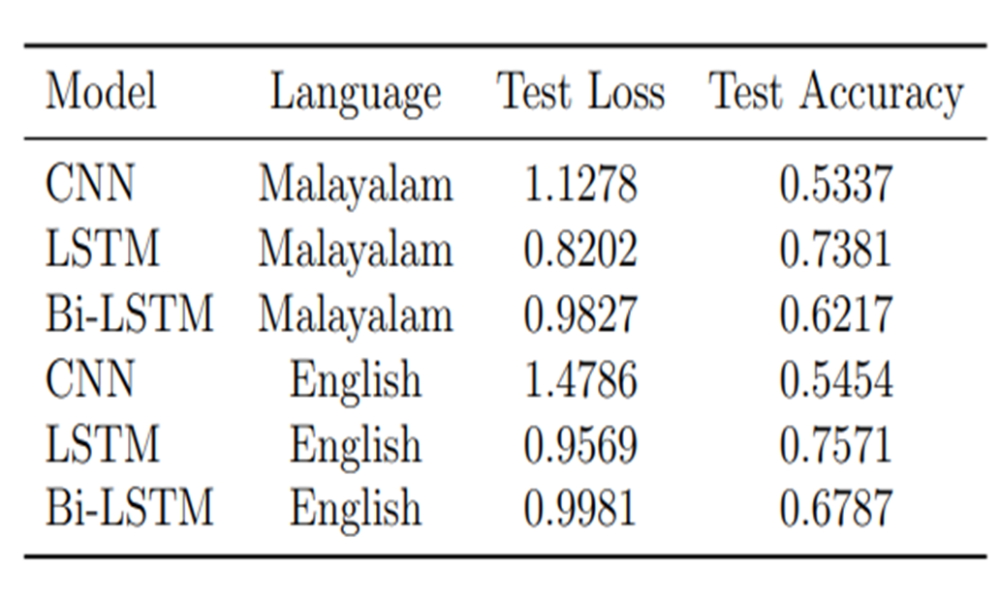 Model Language Test Loss Test Accuracy
CNN Malayalam 1.1278 0.5337
LSTM Malayalam 0.8202 0.7381
Bi-LSTM Malayalam 0.9827 0.6217
CNN English 1.4786 0.5454
LSTM English 0.9569 0.7571
Bi-LSTM English 0.9981 0.6787